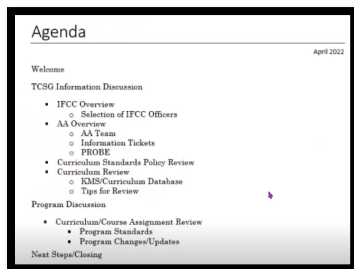 Agenda
April 2022
Welcome
TCSG Information Discussion
• IFCC Overview
o Selection of IFCC Officers
• AA Overview
o AA Team
o Information Tickets
o PROBE
• Curriculum Standards Policy Review
• Curriculum Review
o KMS/Curriculum Database
o Tips for Review
Program Discussion
• Curriculum/Course Assignment Review
• Program Standards
• Program Changes/Updates
Next Steps/Closing